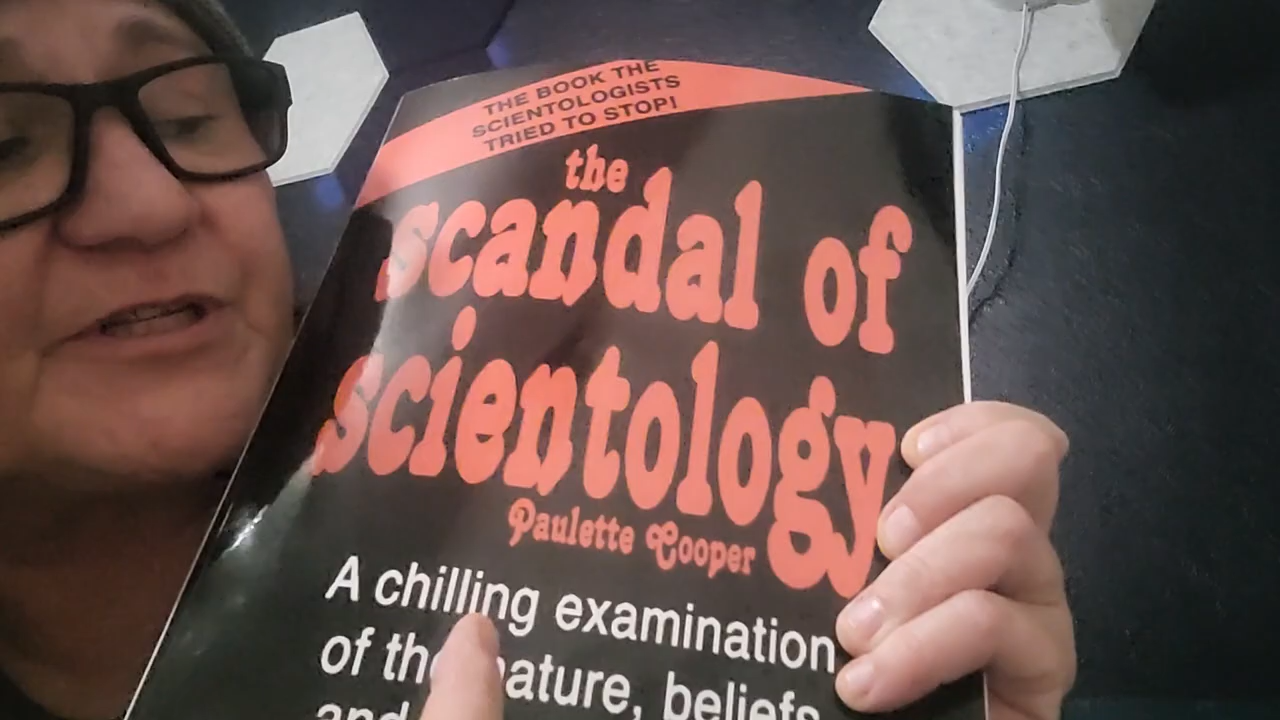 THE BOOK THE
SCIENTOLOGISTS
TRIED TO STOP!
the
scandal of
scientology
Paulette Cooper
A chilling examination
of the nature, beliefs
and